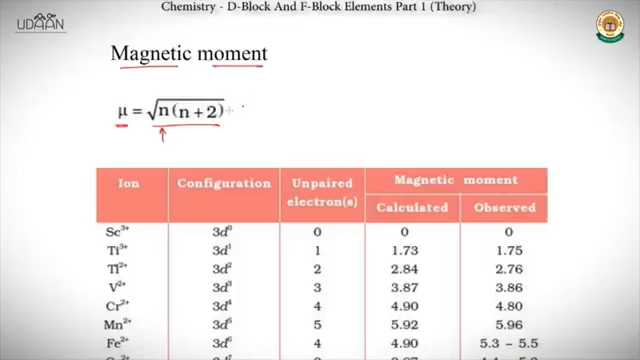 Chemistry - D-Block And F-Block Elements Part 1 (Theory)
UDAAN
Magnetic moment
μ = √n(n+2)
Ion Configuration Unpaired electron(s) Magnetic moment
Calculated Observed
Sc³⁺ 3d⁰ 0 0 0
Ti³⁺ 3d¹ 1 1.73 1.75
Tl²⁺ 3d² 2 2.84 2.76
V²⁺ 3d³ 3 3.87 3.86
Cr²⁺ 3d⁴ 4 4.90 4.80
Mn²⁺ 3d⁵ 5 5.92 5.96
Fe²⁺ 3d⁶ 4 4.90 5.3 – 5.5